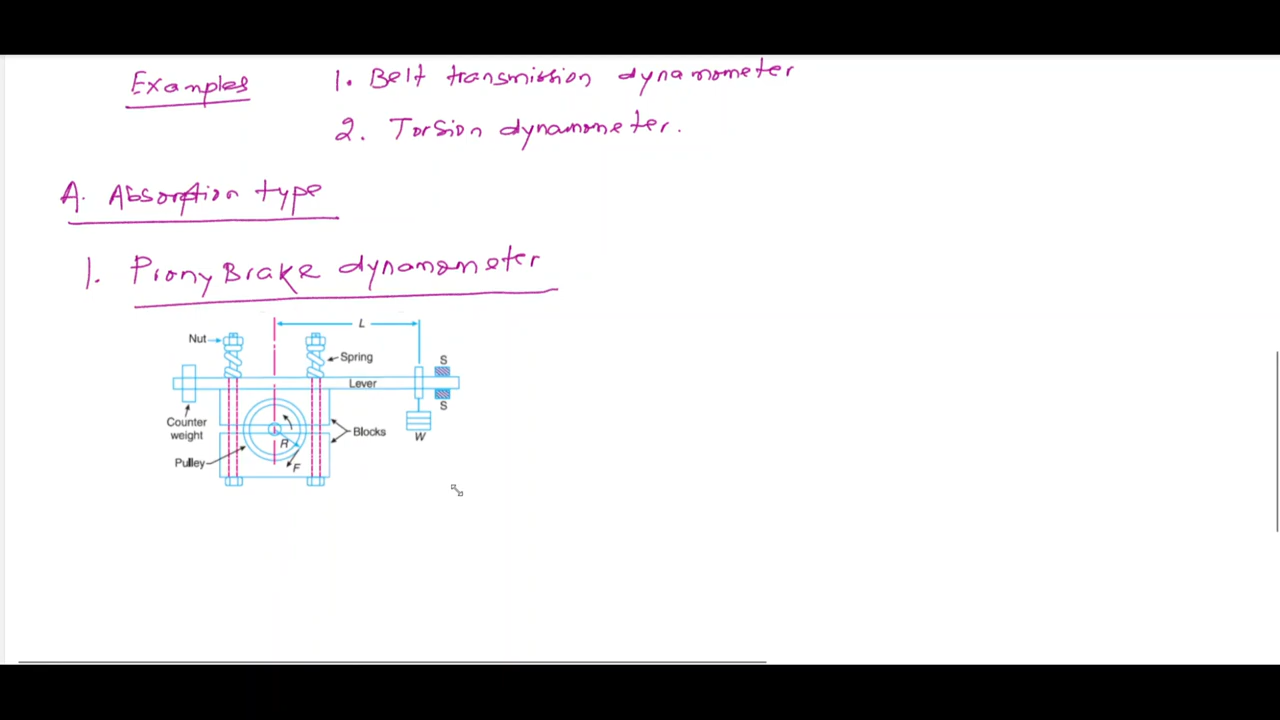 Examples 1. Belt transmission dynamometer
2. Torsion dynamometer.
A. Absorption type
1. Prony Brake dynamometer
L
Nut
Spring
S
Lever
S
Counter
weight
Blocks
W
R
Pulley
F